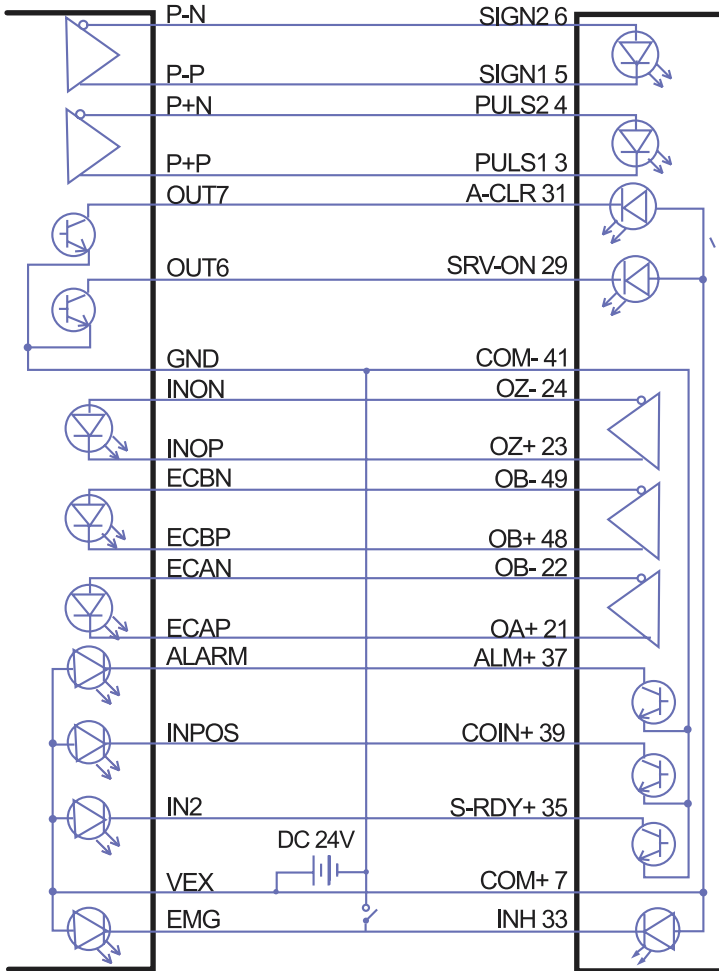 P-N SIGN2 6
P-P SIGN1 5
P+N PULS2 4
P+P PULS1 3
OUT7 A-CLR 31
OUT6 SRV-ON 29
GND COM- 41
INON OZ- 24
INOP OZ+ 23
ECBN OB- 49
ECBP OB+ 48
ECAN OB- 22
ECAP OA+ 21
ALARM ALM+ 37
INPOS COIN+ 39
IN2 S-RDY+ 35
DC 24V
VEX COM+ 7
EMG INH 33